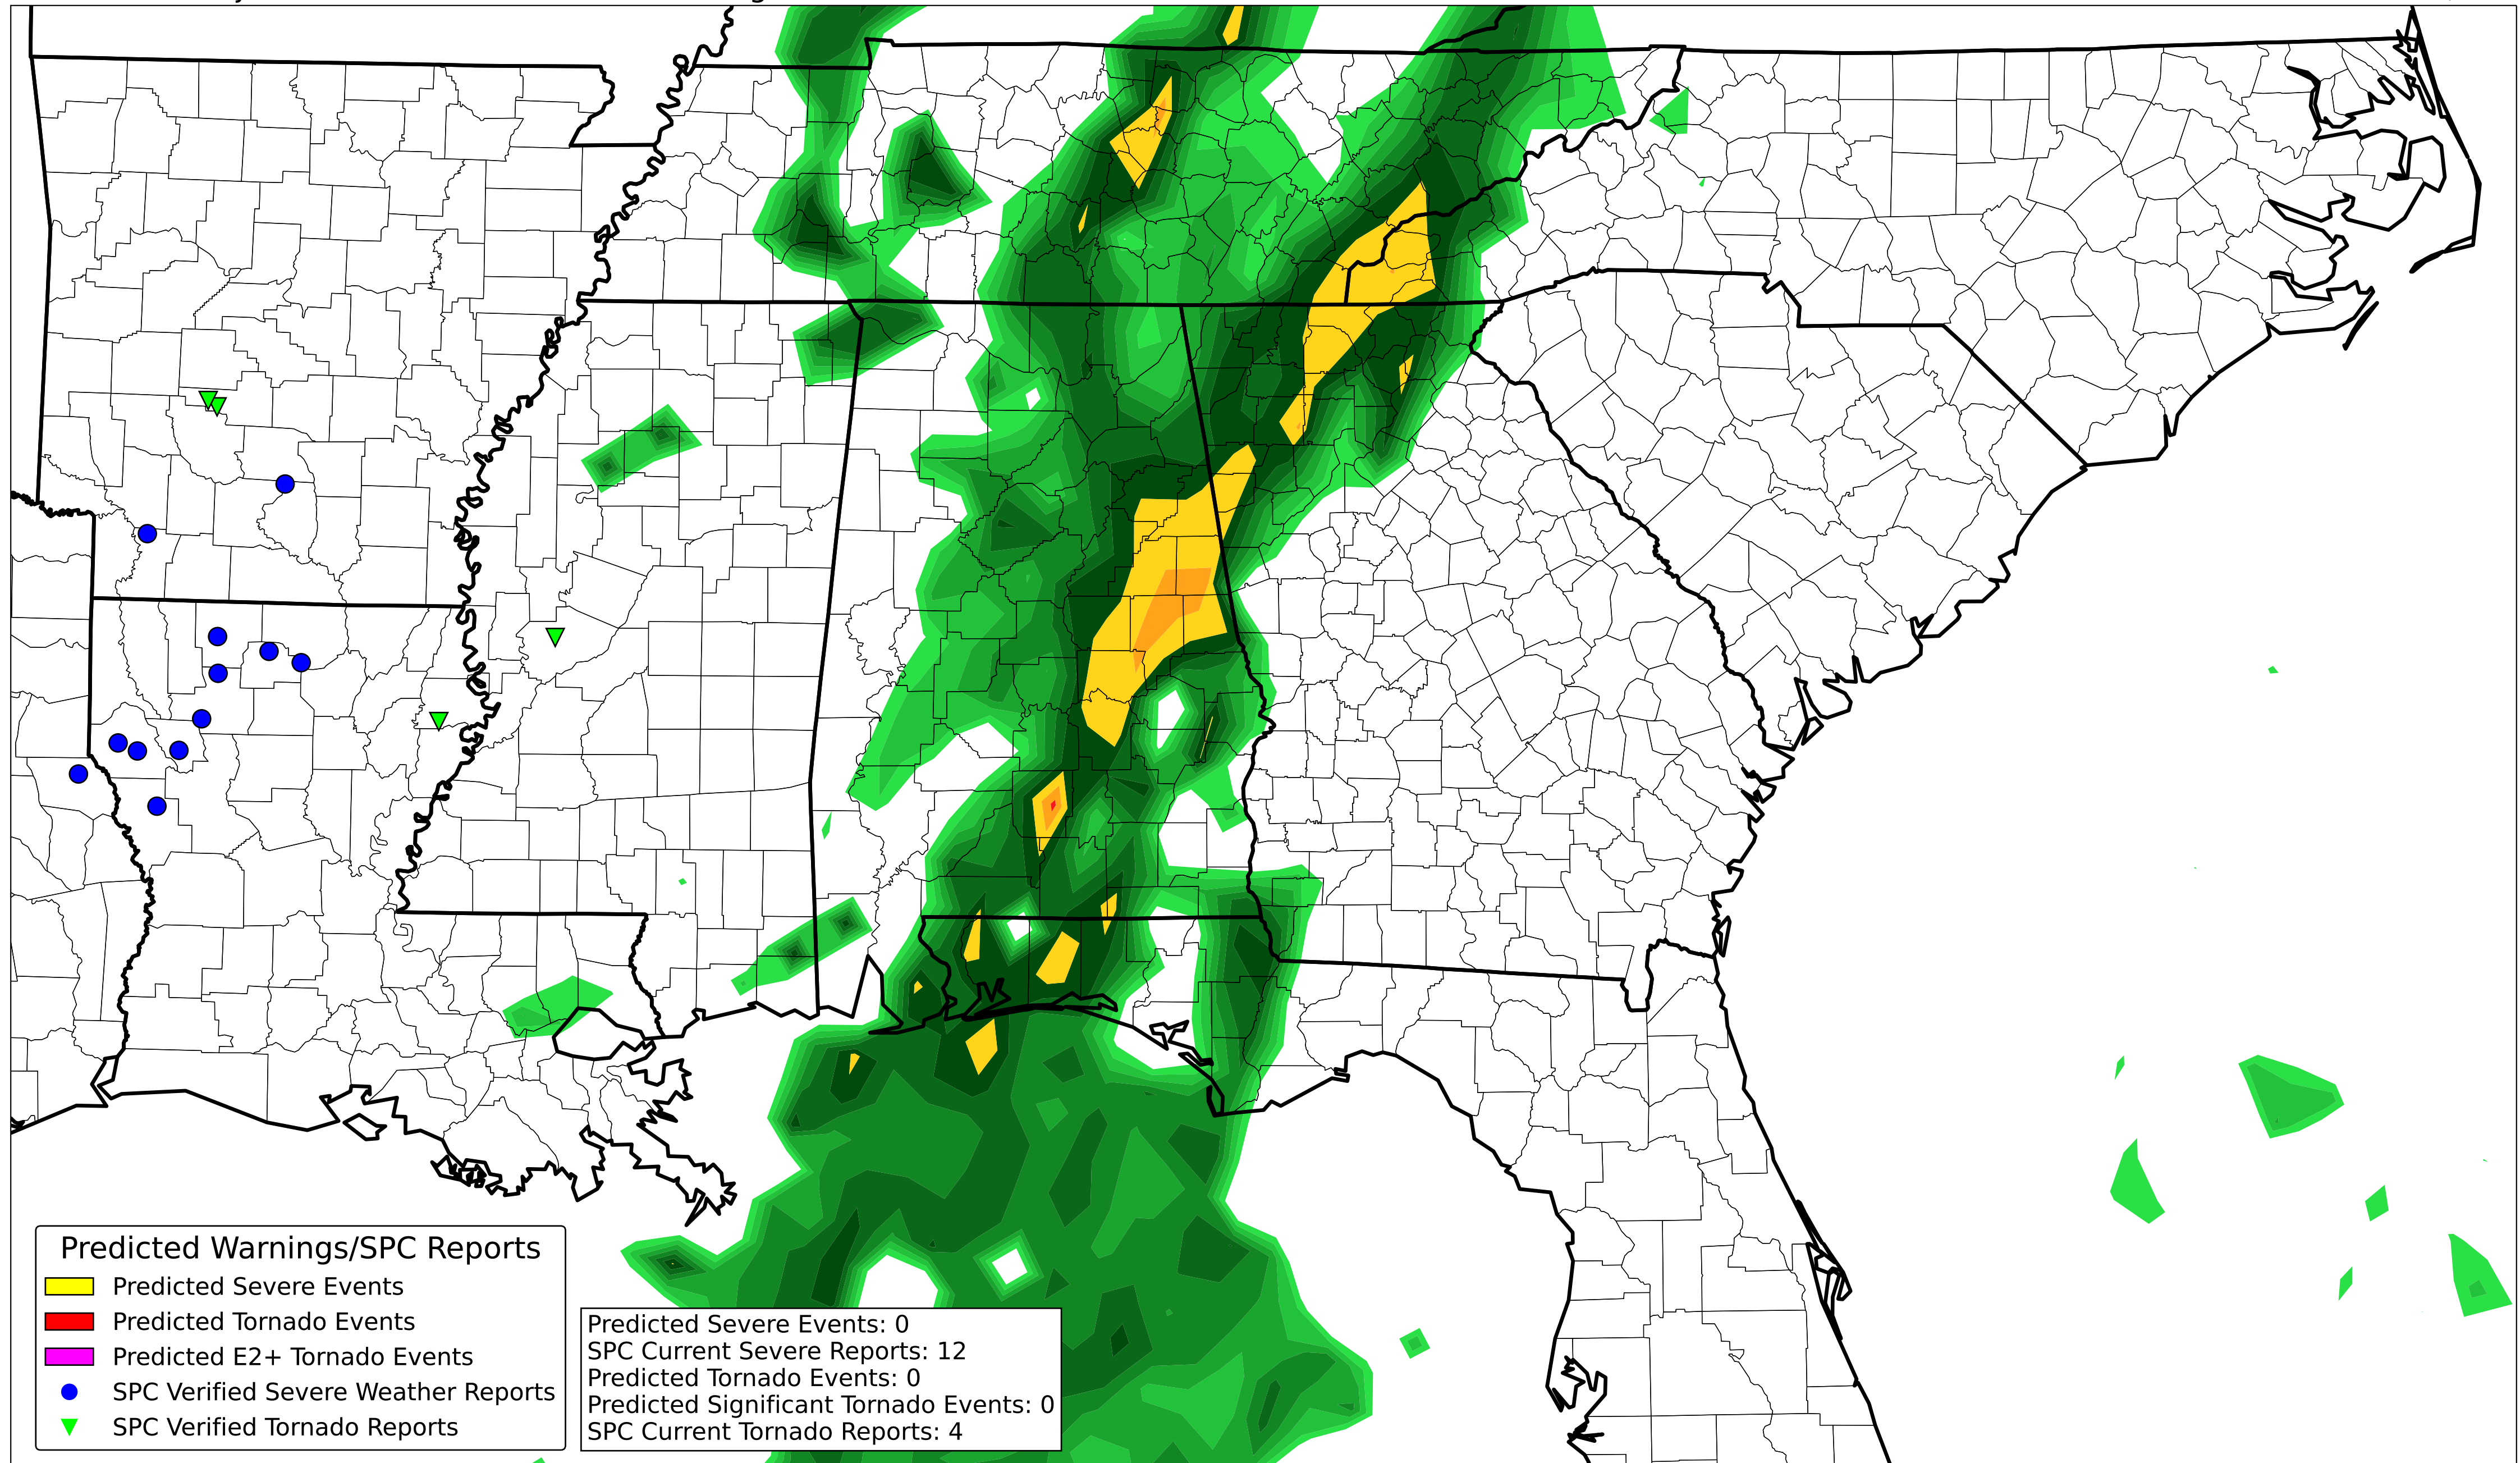 Predicted Warnings/SPC Reports
Predicted Severe Events
Predicted Tornado Events
Predicted E2+ Tornado Events
SPC Verified Severe Weather Reports
SPC Verified Tornado Reports
Predicted Severe Events: 0
SPC Current Severe Reports: 12
Predicted Tornado Events: 0
Predicted Significant Tornado Events: 0
SPC Current Tornado Reports: 4